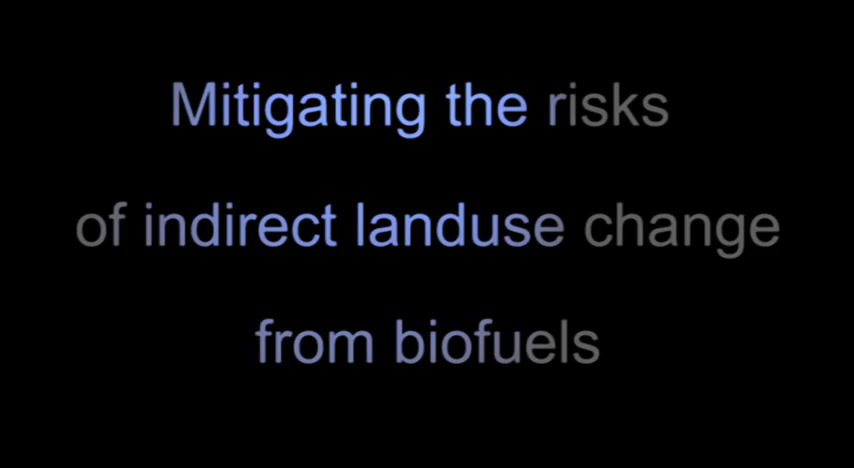 Mitigating the risks
of indirect landuse change
from biofuels